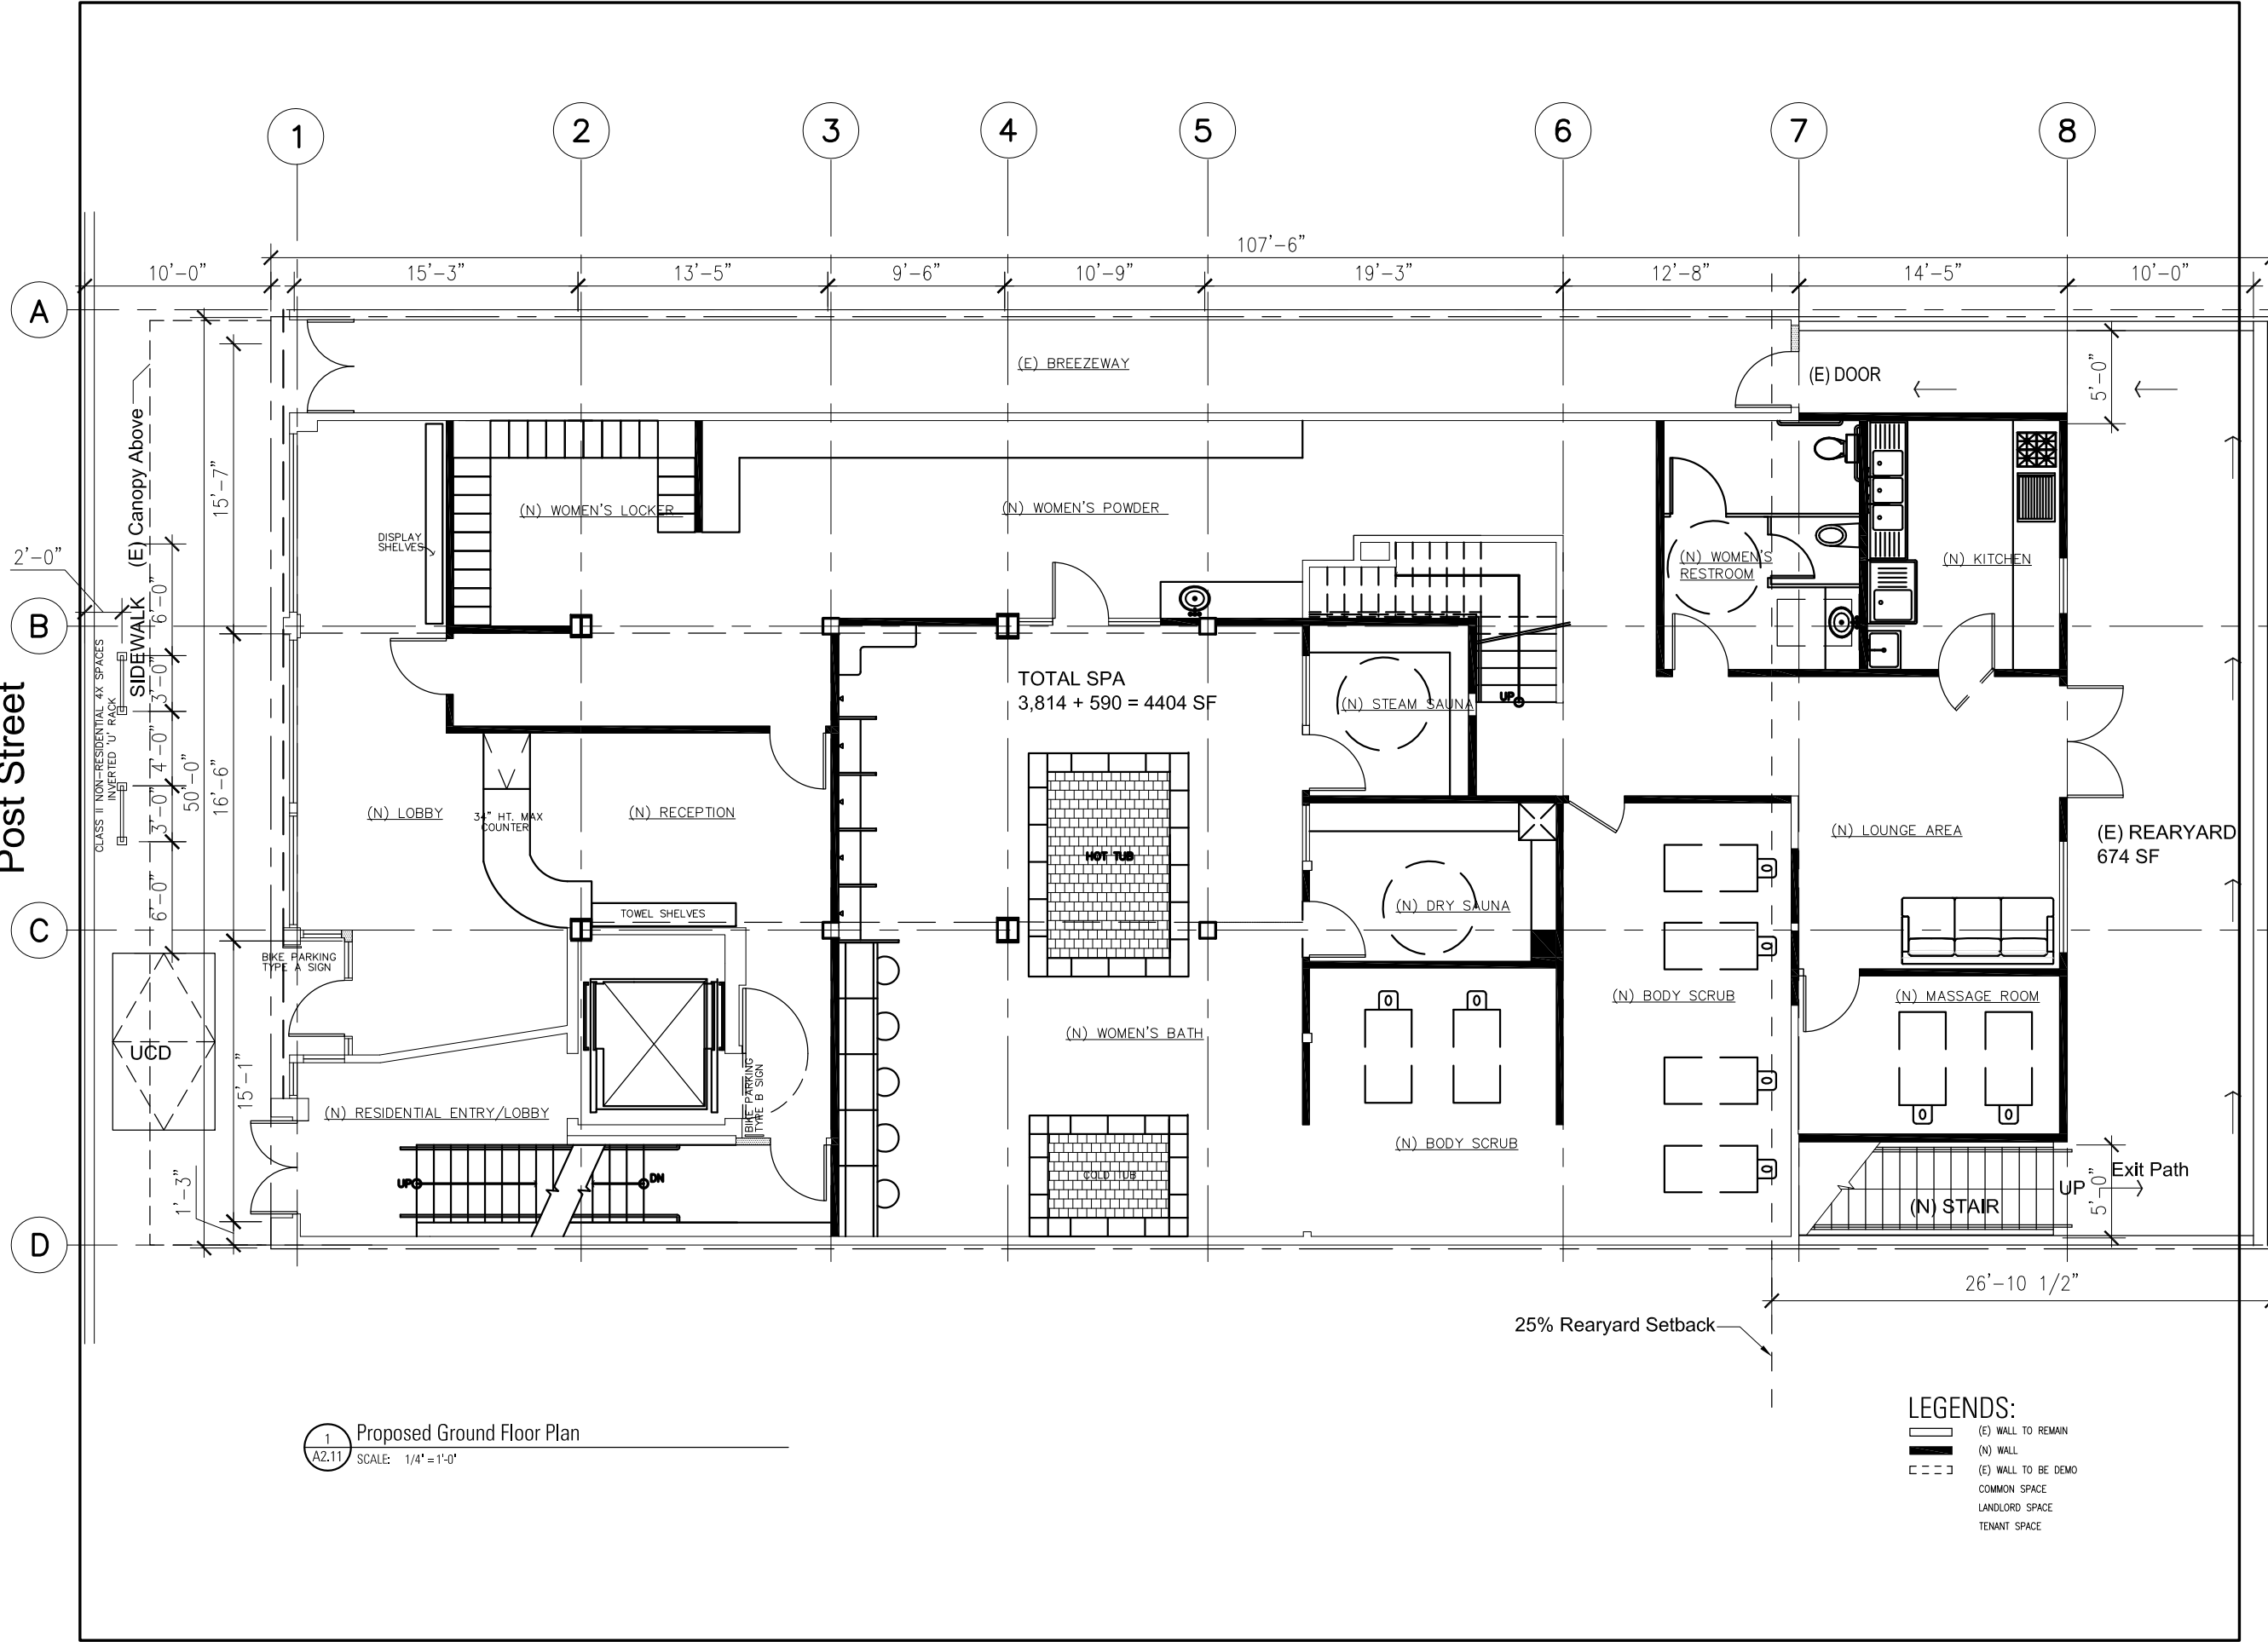 1
2
3
4
5
6
7
8
107'-6"
10'-0"
15'-3"
13'-5"
9'-6"
10'-9"
19'-3"
12'-8"
14'-5"
10'-0"
A
B
C
D
(E) BREEZEWAY
(E) DOOR
5'-0"
(E) Canopy Above
SIDEWALK
Post Street
2'-0"
CLASS II NON-RESIDENTIAL 4X SPACES
INVERTED 'U' RACK
6'-0"
3'-0"
4'-0"
3'-0"
6'-0"
50'-0"
15'-7"
16'-6"
15'-1"
1'-3"
DISPLAY
SHELVES
(N) WOMEN'S LOCKER
(N) WOMEN'S POWDER
(N) WOMEN'S
RESTROOM
(N) KITCHEN
TOTAL SPA
3,814 + 590 = 4404 SF
(N) STEAM SAUNA
UP
(N) LOBBY
34" HT. MAX
COUNTER
(N) RECEPTION
HOT TUB
(N) LOUNGE AREA
(E) REARYARD
674 SF
TOWEL SHELVES
(N) DRY SAUNA
BIKE PARKING
TYPE A SIGN
(N) BODY SCRUB
(N) MASSAGE ROOM
(N) WOMEN'S BATH
UCD
BIKE PARKING
TYPE B SIGN
(N) RESIDENTIAL ENTRY/LOBBY
(N) BODY SCRUB
UP
DN
COLD TUB
(N) STAIR
UP
Exit Path
5'-0"
26'-10 1/2"
25% Rearyard Setback
1
A2.11
Proposed Ground Floor Plan
SCALE: 1/4" = 1'-0"
LEGENDS:
(E) WALL TO REMAIN
(N) WALL
(E) WALL TO BE DEMO
COMMON SPACE
LANDLORD SPACE
TENANT SPACE